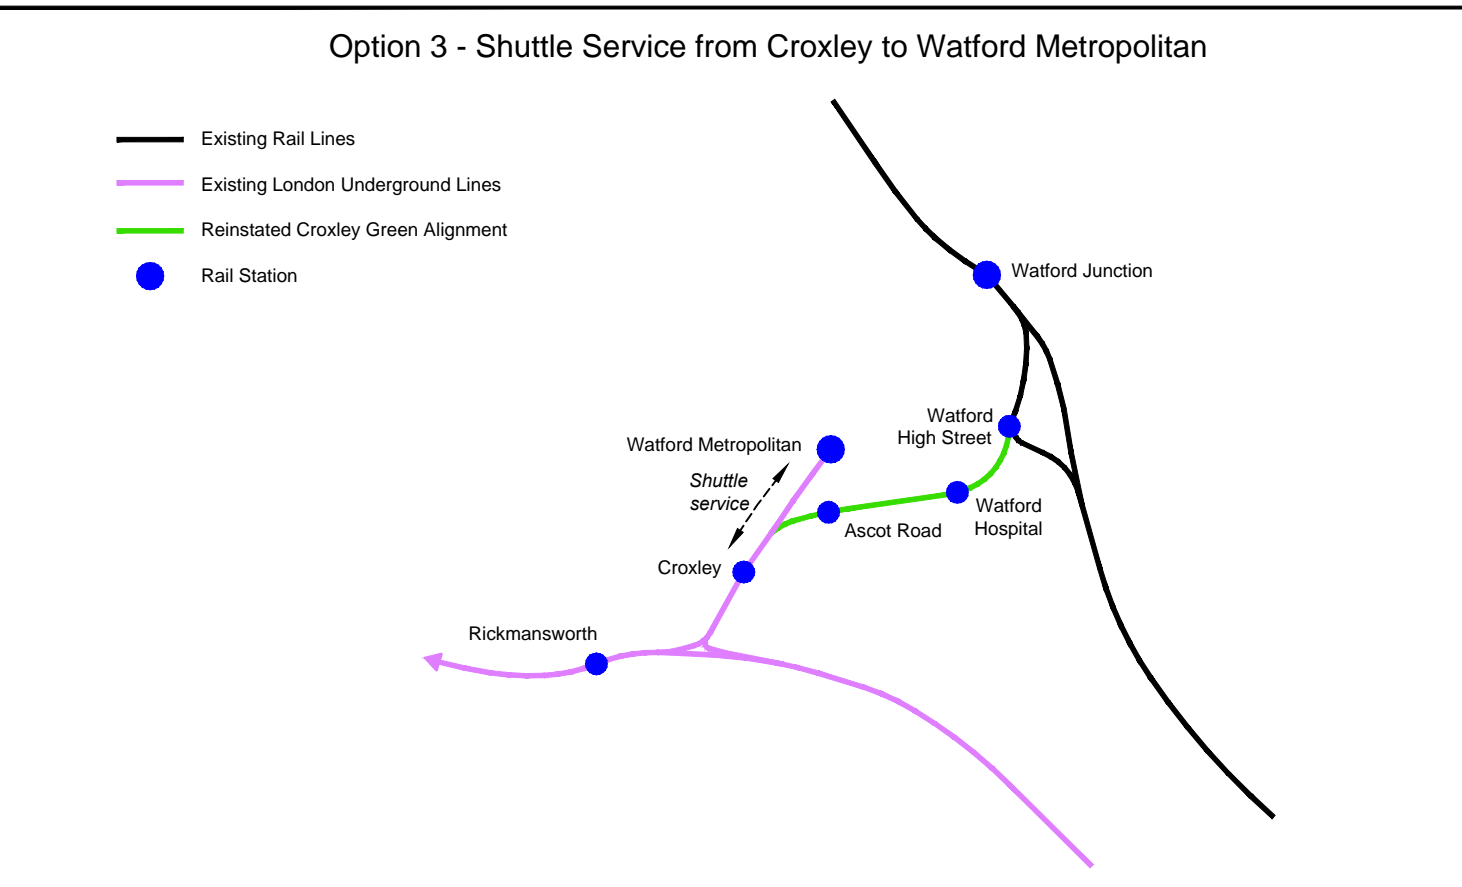 Option 3 - Shuttle Service from Croxley to Watford Metropolitan
Existing Rail Lines
Existing London Underground Lines
Reinstated Croxley Green Alignment
Rail Station
Watford Junction
Watford
High Street
Watford Metropolitan
Shuttle
service
Watford
Hospital
Ascot Road
Croxley
Rickmansworth